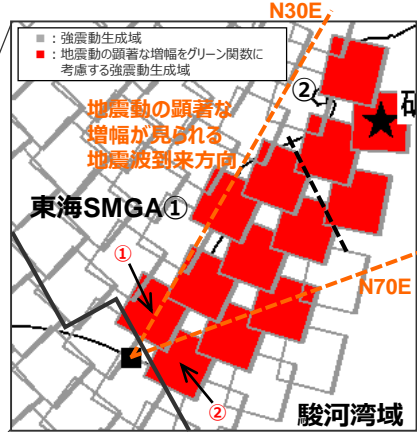 N30E
■ : 強震動生成域
■ : 地震動の顕著な増幅をグリーン関数に
考慮する強震動生成域
②
地震動の顕著な
増幅が見られる
地震波到来方向
東海SMGA①
①
N70E
②
駿河湾域